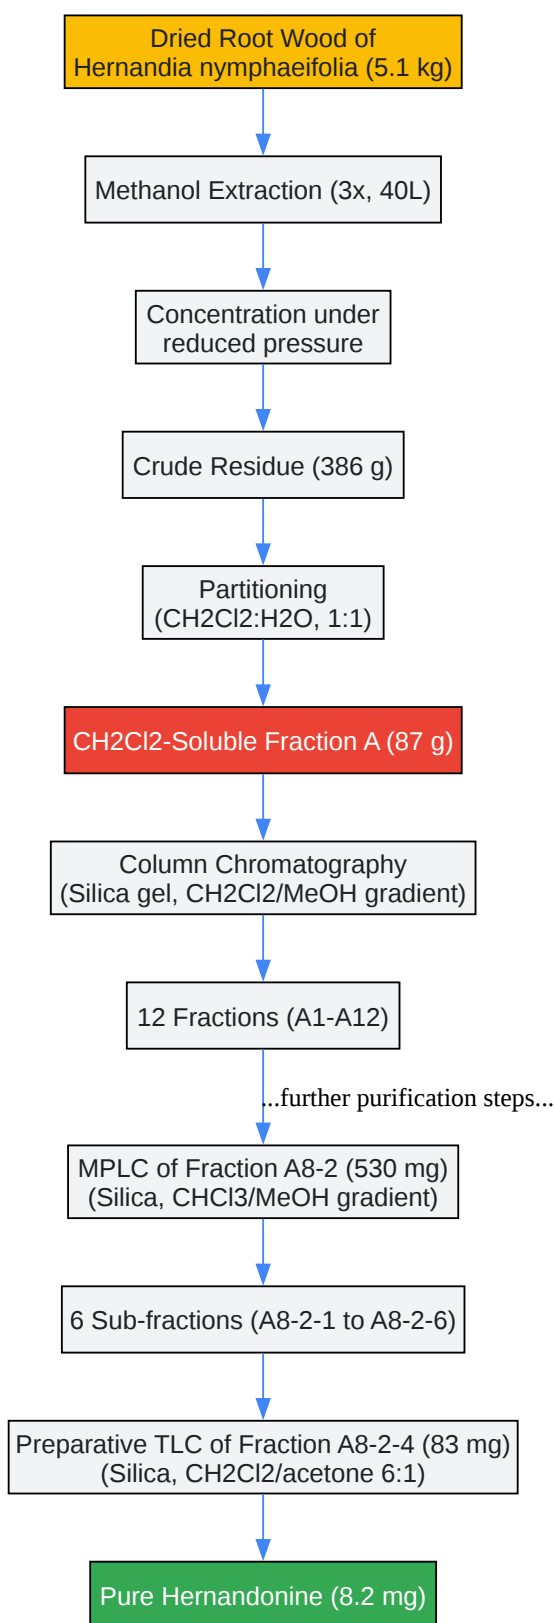 Dried Root Wood of
Hernandia nymphaeifolia (5.1 kg)
Methanol Extraction (3x, 40L)
Concentration under
reduced pressure
Crude Residue (386 g)
Partitioning
(CH2Cl2:H2O, 1:1)
CH2Cl2-Soluble Fraction A (87 g)
Column Chromatography
(Silica gel, CH2Cl2/MeOH gradient)
12 Fractions (A1-A12)
...further purification steps...
MPLC of Fraction A8-2 (530 mg)
(Silica, CHCl3/MeOH gradient)
6 Sub-fractions (A8-2-1 to A8-2-6)
Preparative TLC of Fraction A8-2-4 (83 mg)
(Silica, CH2Cl2/acetone 6:1)
Pure Hernandonine (8.2 mg)